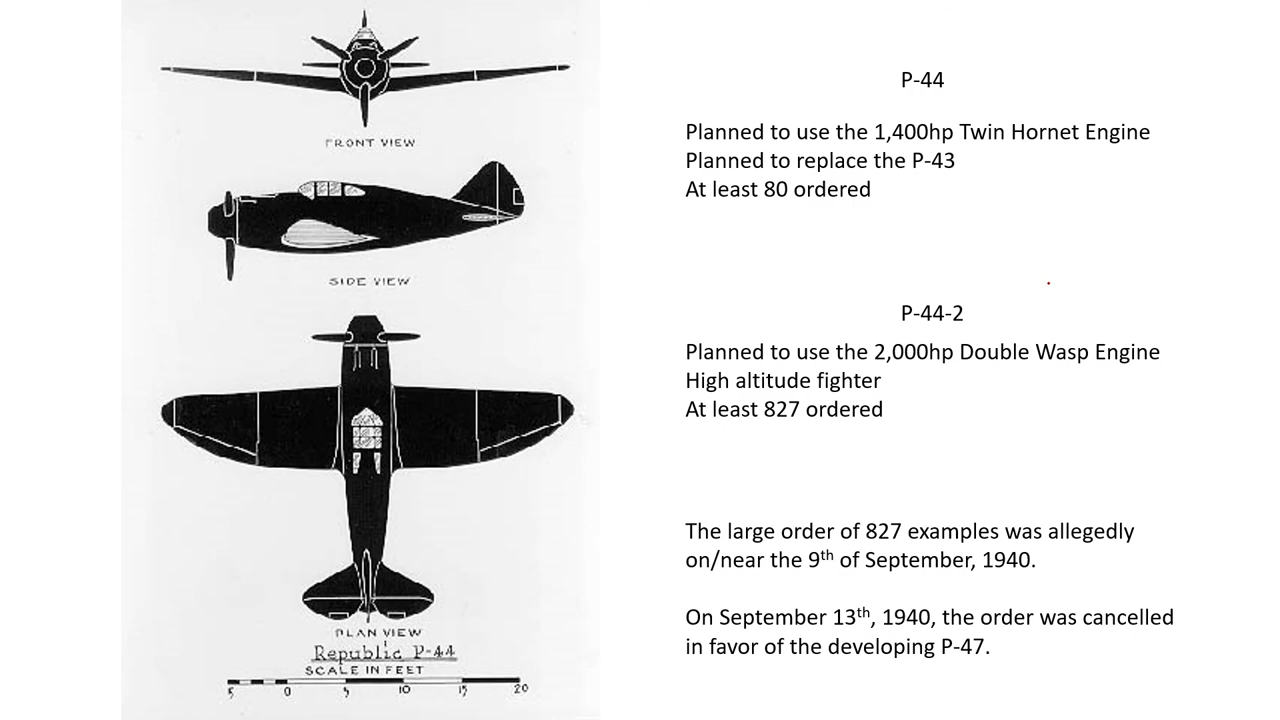 FRONT VIEW
SIDE VIEW
PLAN VIEW
Republic P-44
SCALE IN FEET
5 0 5 10 15 20
P-44
Planned to use the 1,400hp Twin Hornet Engine
Planned to replace the P-43
At least 80 ordered
P-44-2
Planned to use the 2,000hp Double Wasp Engine
High altitude fighter
At least 827 ordered
The large order of 827 examples was allegedly
on/near the 9th of September, 1940.
On September 13th, 1940, the order was cancelled
in favor of the developing P-47.